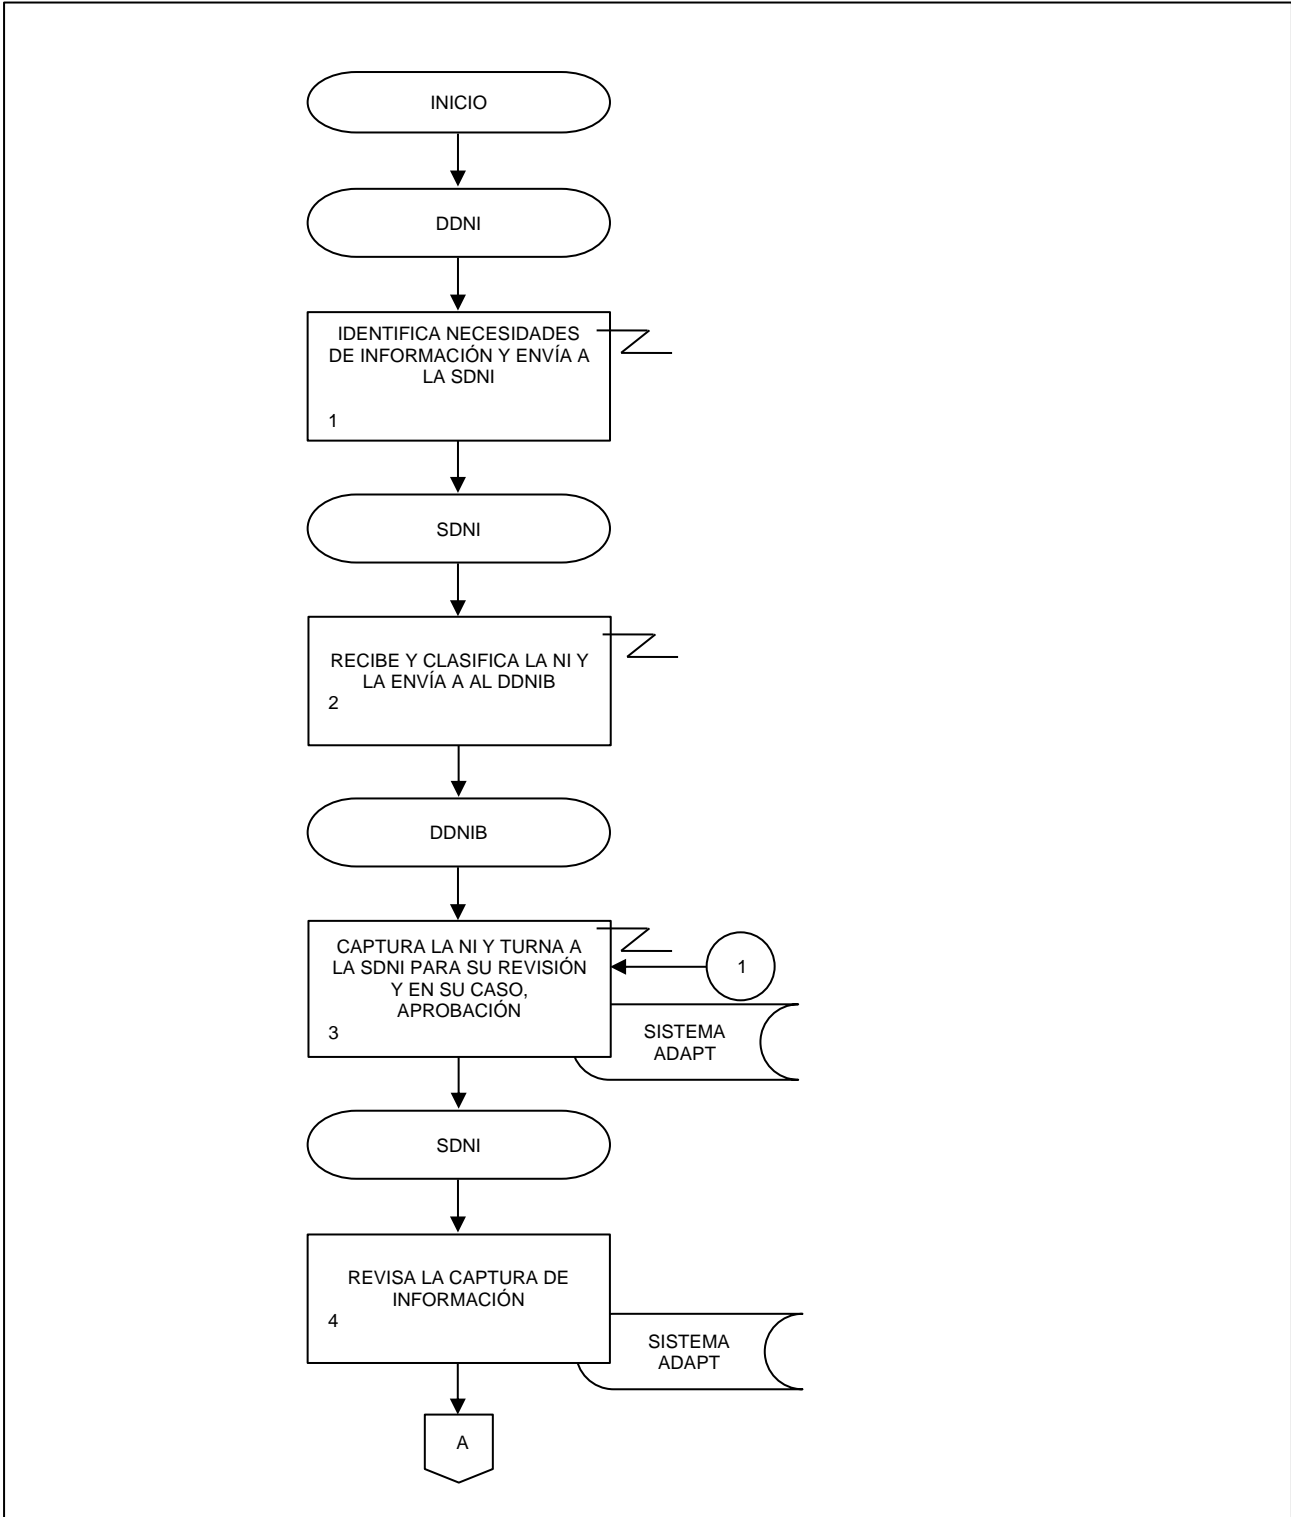 INICIO
DDNI
IDENTIFICA NECESIDADES
DE INFORMACIÓN Y ENVÍA A
LA SDNI
1
SDNI
RECIBE Y CLASIFICA LA NI Y
LA ENVÍA A AL DDNIB
2
DDNIB
CAPTURA LA NI Y TURNA A
LA SDNI PARA SU REVISIÓN
Y EN SU CASO,
APROBACIÓN
3
1
SISTEMA
ADAPT
SDNI
REVISA LA CAPTURA DE
INFORMACIÓN
4
SISTEMA
ADAPT
A